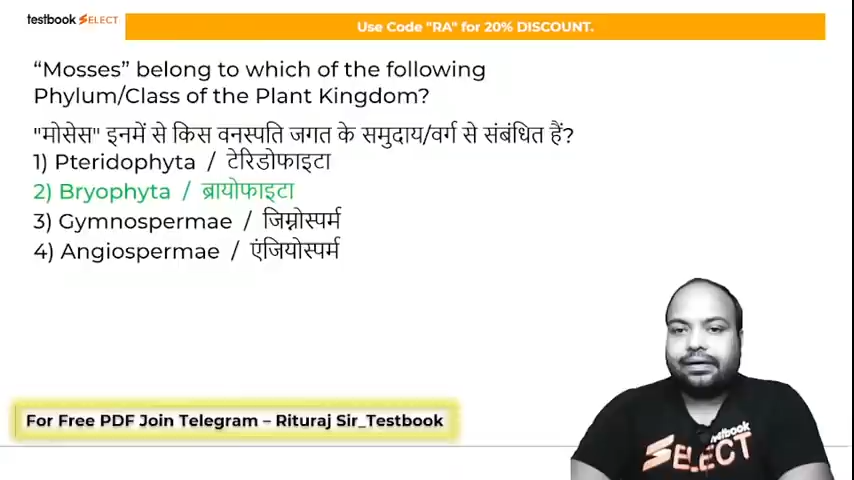 testbook SELECT
Use Code "RA" for 20% DISCOUNT.
“Mosses” belong to which of the following
Phylum/Class of the Plant Kingdom?
"मोसेस" इनमें से किस वनस्पति जगत के समुदाय/वर्ग से संबंधित हैं?
1) Pteridophyta / टेरिडोफाइटा
2) Bryophyta / ब्रायोफाइटा
3) Gymnospermae / जिम्नोस्पर्म
4) Angiospermae / एंजियोस्पर्म
For Free PDF Join Telegram – Rituraj Sir_Testbook
testbook
SELECT